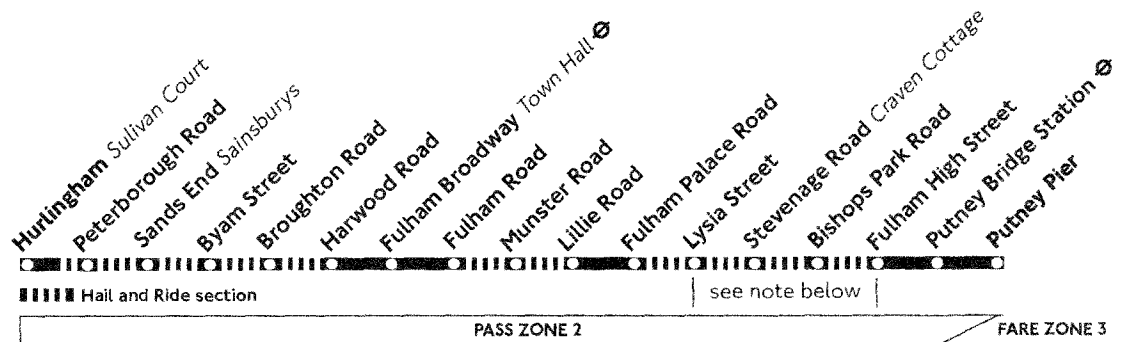 Hurlingham Sulivan Court
Peterborough Road
Sands End Sainsburys
Byam Street
Broughton Road
Harwood Road
Fulham Broadway Town Hall
Fulham Road
Munster Road
Lillie Road
Fulham Palace Road
Lysia Street
Stevenage Road Craven Cottage
Bishops Park Road
Fulham High Street
Putney Bridge Station
Putney Pier
Hail and Ride section
see note below
PASS ZONE 2
FARE ZONE 3